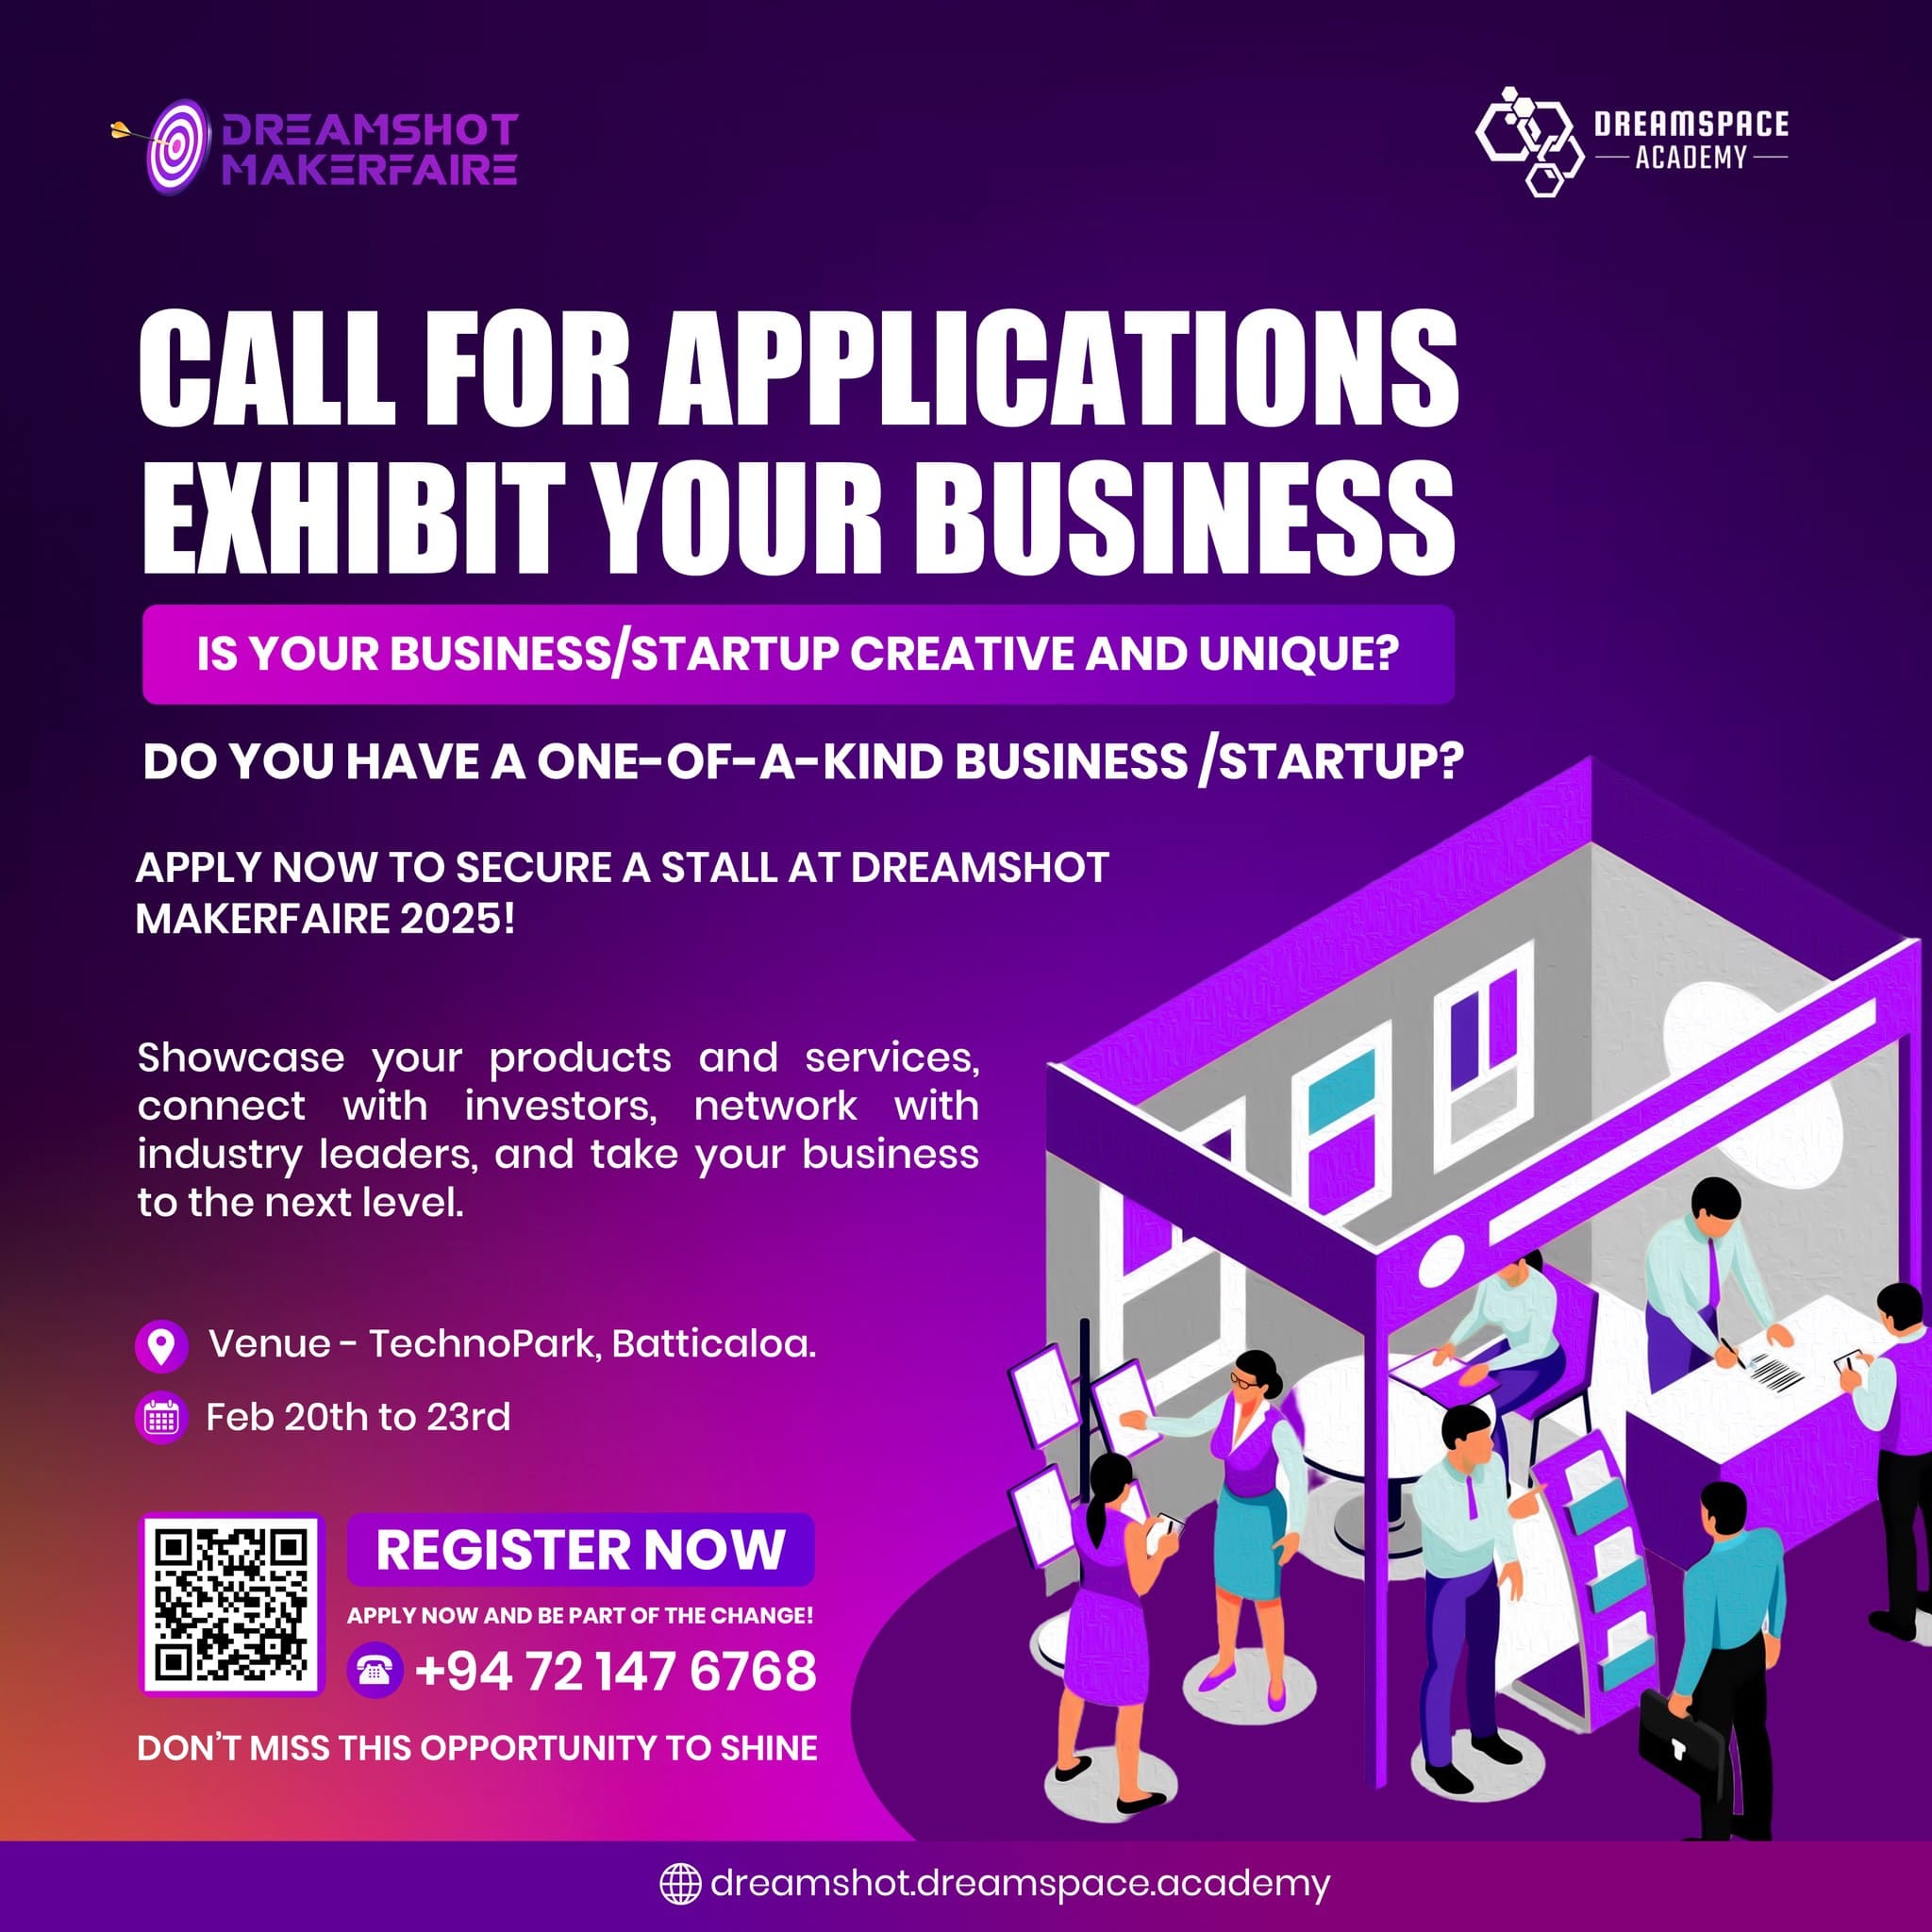 DREAMSHOT
MAKERFAIRE
DREAMSPACE
ACADEMY
CALL FOR APPLICATIONS
EXHIBIT YOUR BUSINESS
IS YOUR BUSINESS/STARTUP CREATIVE AND UNIQUE?
DO YOU HAVE A ONE-OF-A-KIND BUSINESS /STARTUP?
APPLY NOW TO SECURE A STALL AT DREAMSHOT
MAKERFAIRE 2025!
Showcase your products and services,
connect with investors, network with
industry leaders, and take your business
to the next level.
Venue - TechnoPark, Batticaloa.
Feb 20th to 23rd
REGISTER NOW
APPLY NOW AND BE PART OF THE CHANGE!
+94 72 147 6768
DON'T MISS THIS OPPORTUNITY TO SHINE
dreamshot.dreamspace.academy